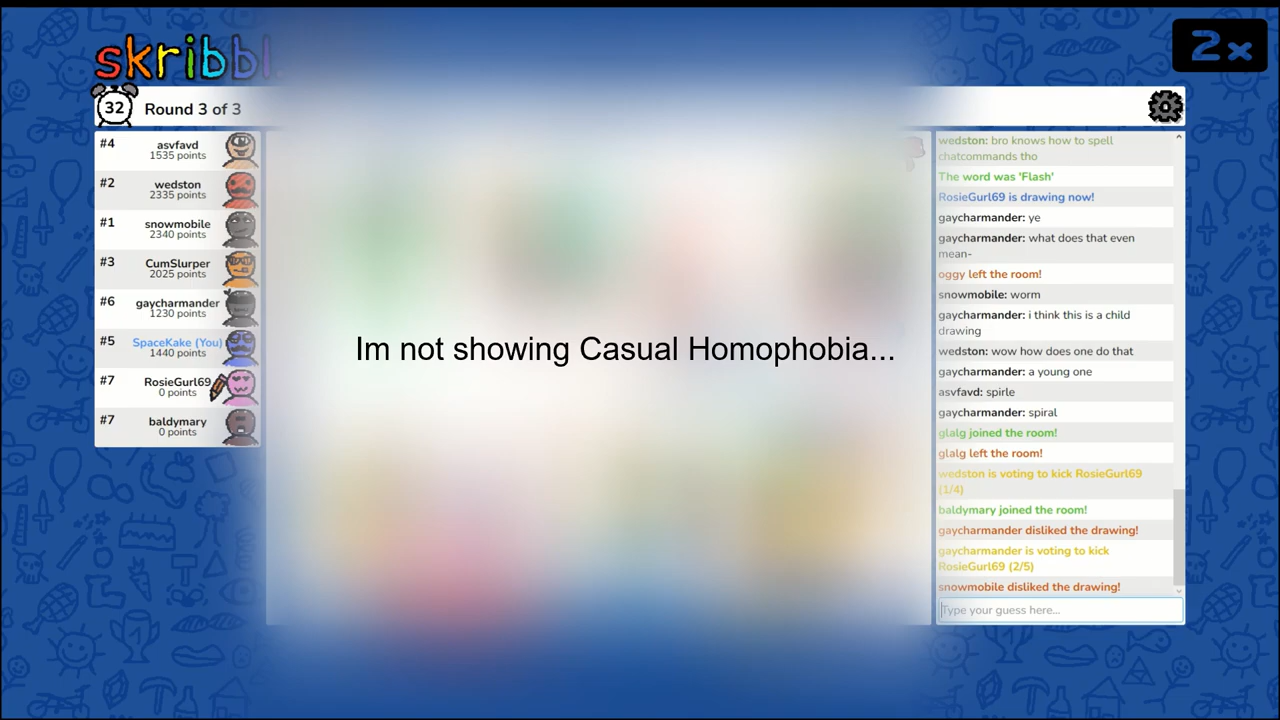 skribbl
2x
32
Round 3 of 3
#4
asvfavd
1535 points
#2
wedston
2335 points
#1
snowmobile
2340 points
#3
CumSlurper
2025 points
#6
gaycharmander
1230 points
#5
SpaceKake (You)
1440 points
#7
RosieGurl69
0 points
#7
baldymary
0 points
Im not showing Casual Homophobia...
wedston: bro knows how to spell
chatcommands tho
The word was 'Flash'
RosieGurl69 is drawing now!
gaycharmander: ye
gaycharmander: what does that even
mean-
oggy left the room!
snowmobile: worm
gaycharmander: i think this is a child
drawing
wedston: wow how does one do that
gaycharmander: a young one
asvfavd: spirle
gaycharmander: spiral
glalg joined the room!
glalg left the room!
wedston is voting to kick RosieGurl69
(1/4)
baldymary joined the room!
gaycharmander disliked the drawing!
gaycharmander is voting to kick
RosieGurl69 (2/5)
snowmobile disliked the drawing!
Type your guess here...